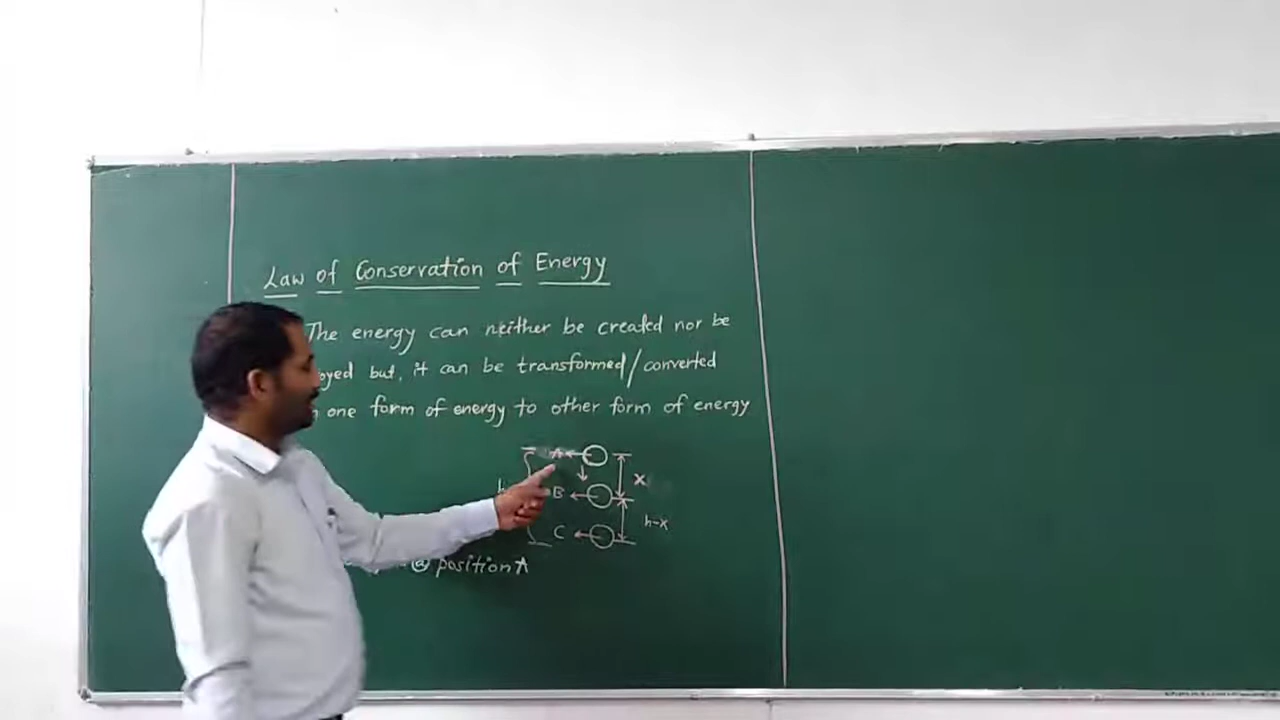 Law of Conservation of Energy
The energy can neither be created nor be
oyed but, it can be transformed/converted
one form of energy to other form of energy
A
x
h
B
h-x
C
@ position A